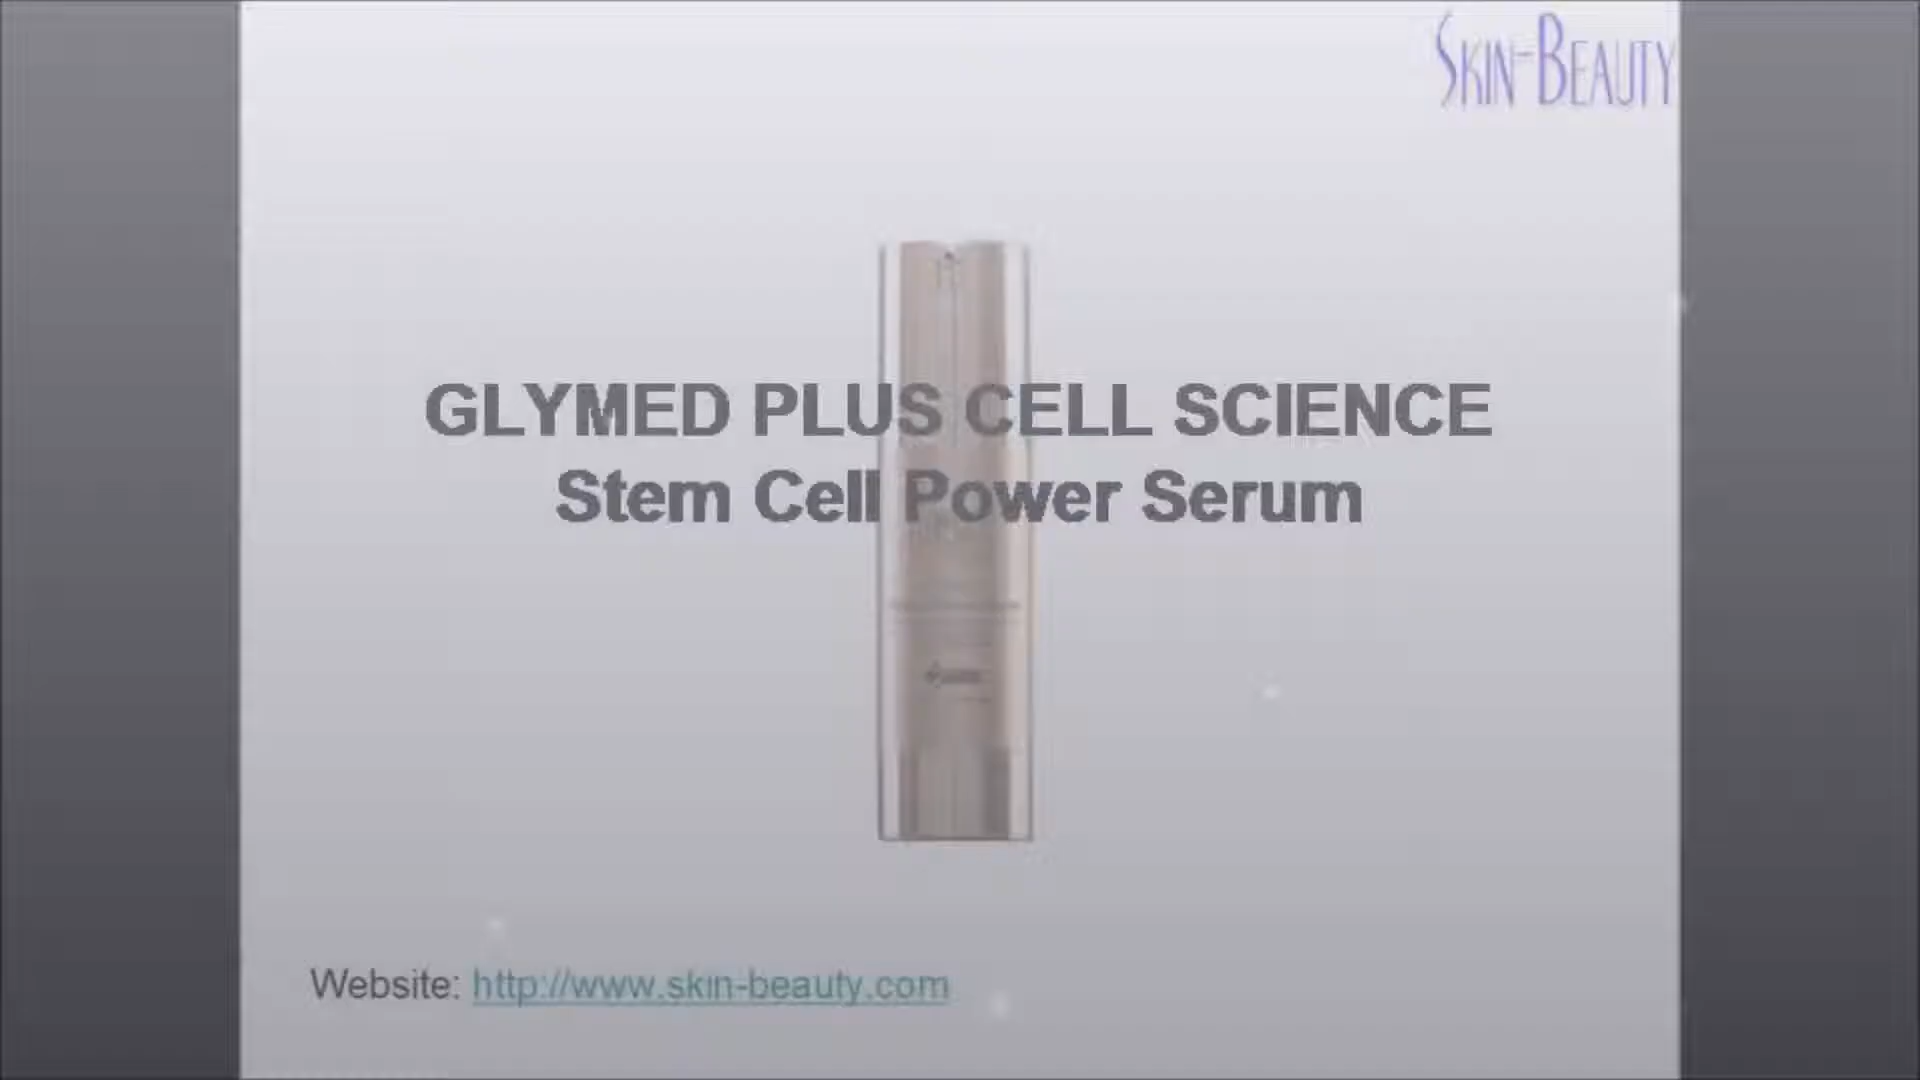 SKIN-BEAUTY
GLYMED PLUS CELL SCIENCE
Stem Cell Power Serum
Website: http://www.skin-beauty.com